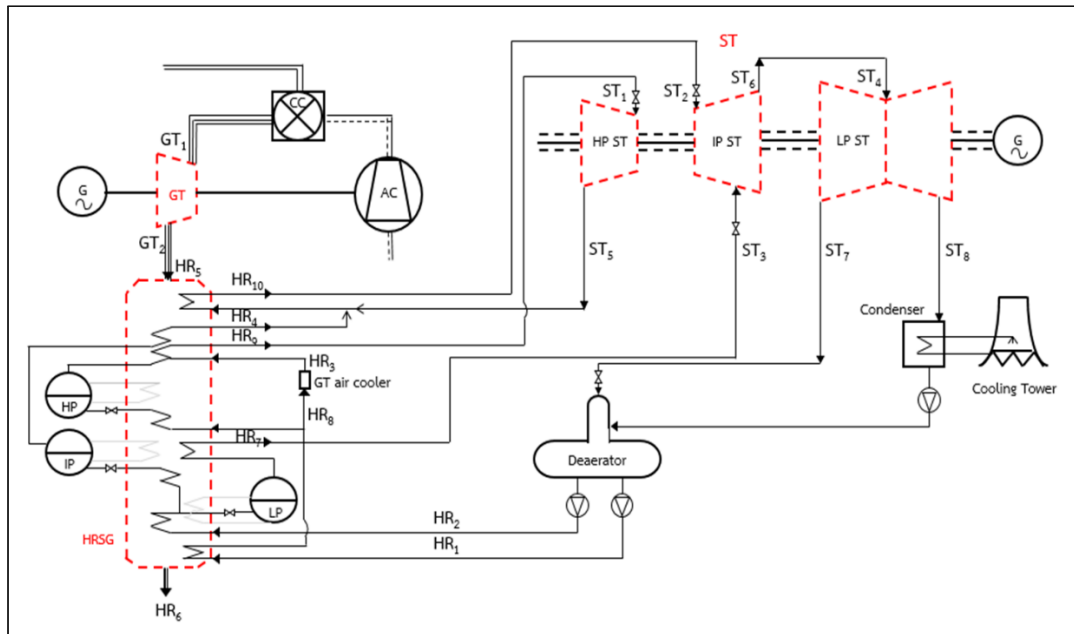 ST
CC
ST₁
ST₂
ST₆
ST₄
GT₁
HP ST
IP ST
LP ST
G
G
GT
AC
GT₂
HR₅
ST₅
ST₃
ST₇
ST₈
HR₁₀
HR₄
HR₉
Condenser
HR₃
GT air cooler
Cooling Tower
HP
HR₈
HR₇
IP
Deaerator
LP
HR₂
HRSG
HR₁
HR₆